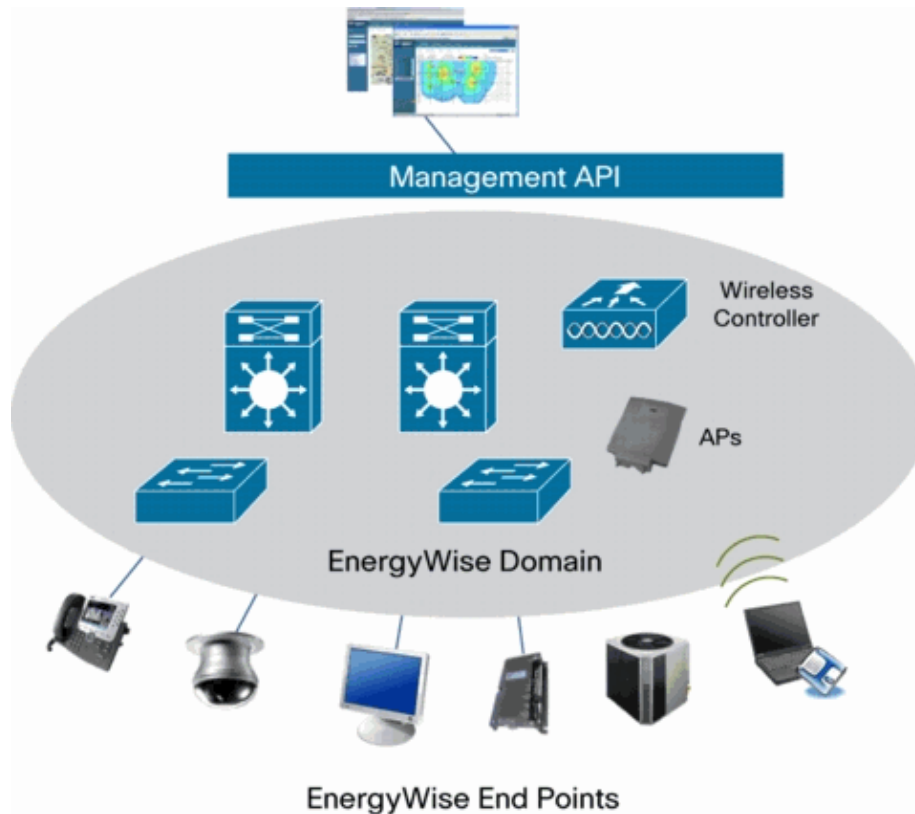 Management API
Wireless
Controller
APs
EnergyWise Domain
EnergyWise End Points